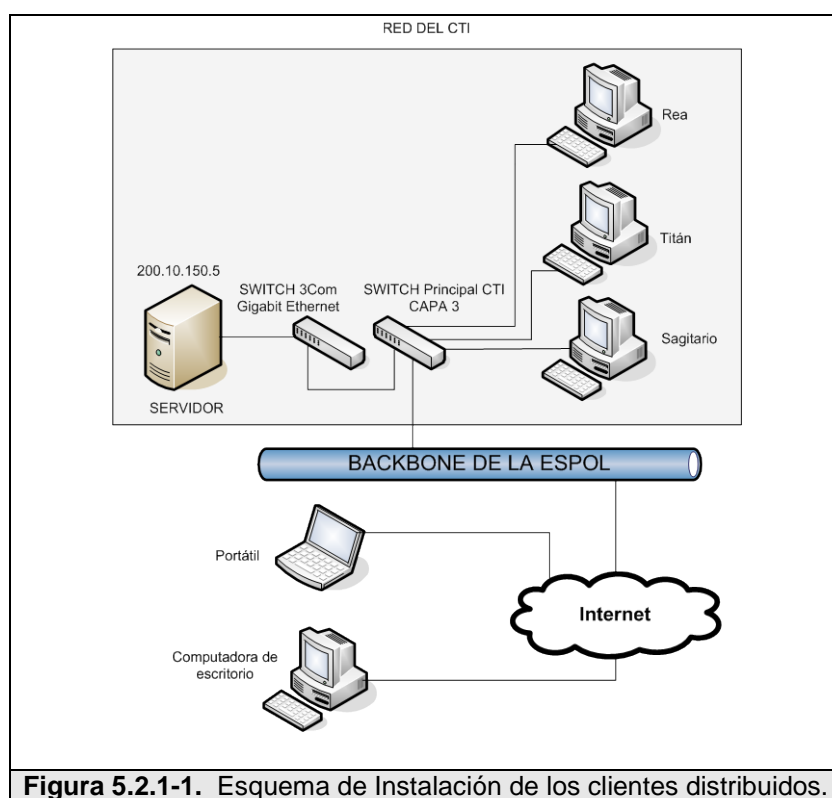 RED DEL CTI
Rea
Titán
200.10.150.5
SWITCH 3Com
Gigabit Ethernet
SWITCH Principal CTI
CAPA 3
Sagitario
SERVIDOR
BACKBONE DE LA ESPOL
Portátil
Internet
Computadora de
escritorio
Figura 5.2.1-1. Esquema de Instalación de los clientes distribuidos.